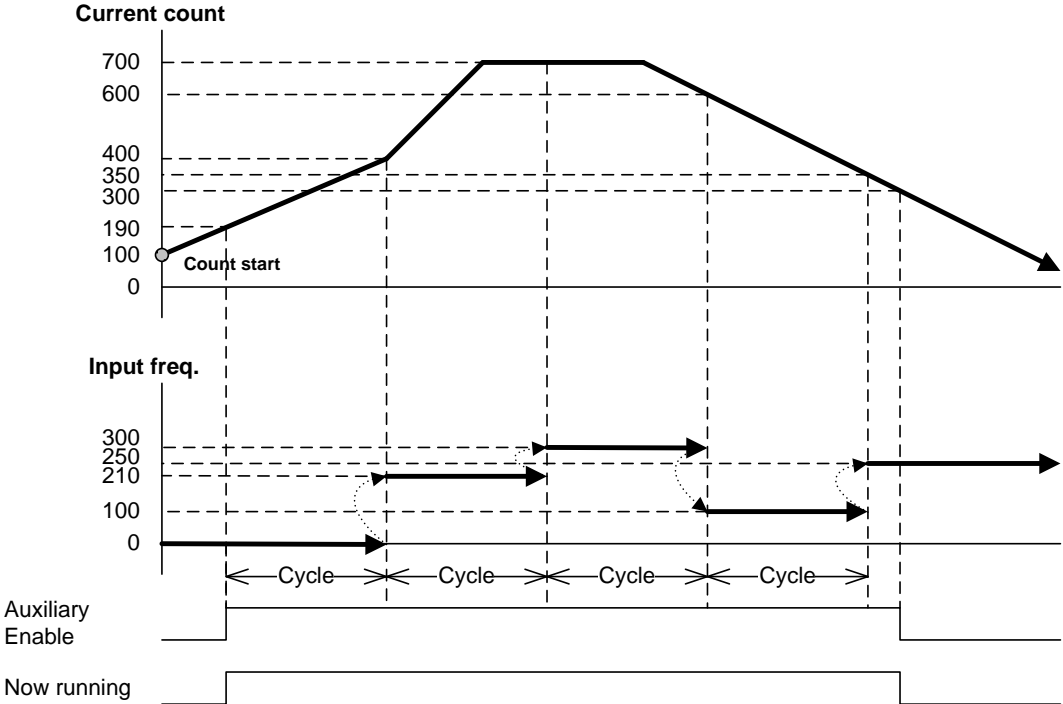 Current count
700
600
400
350
300
190
100
Count start
0
Input freq.
300
250
210
100
0
Cycle Cycle Cycle Cycle
Auxiliary
Enable
Now running